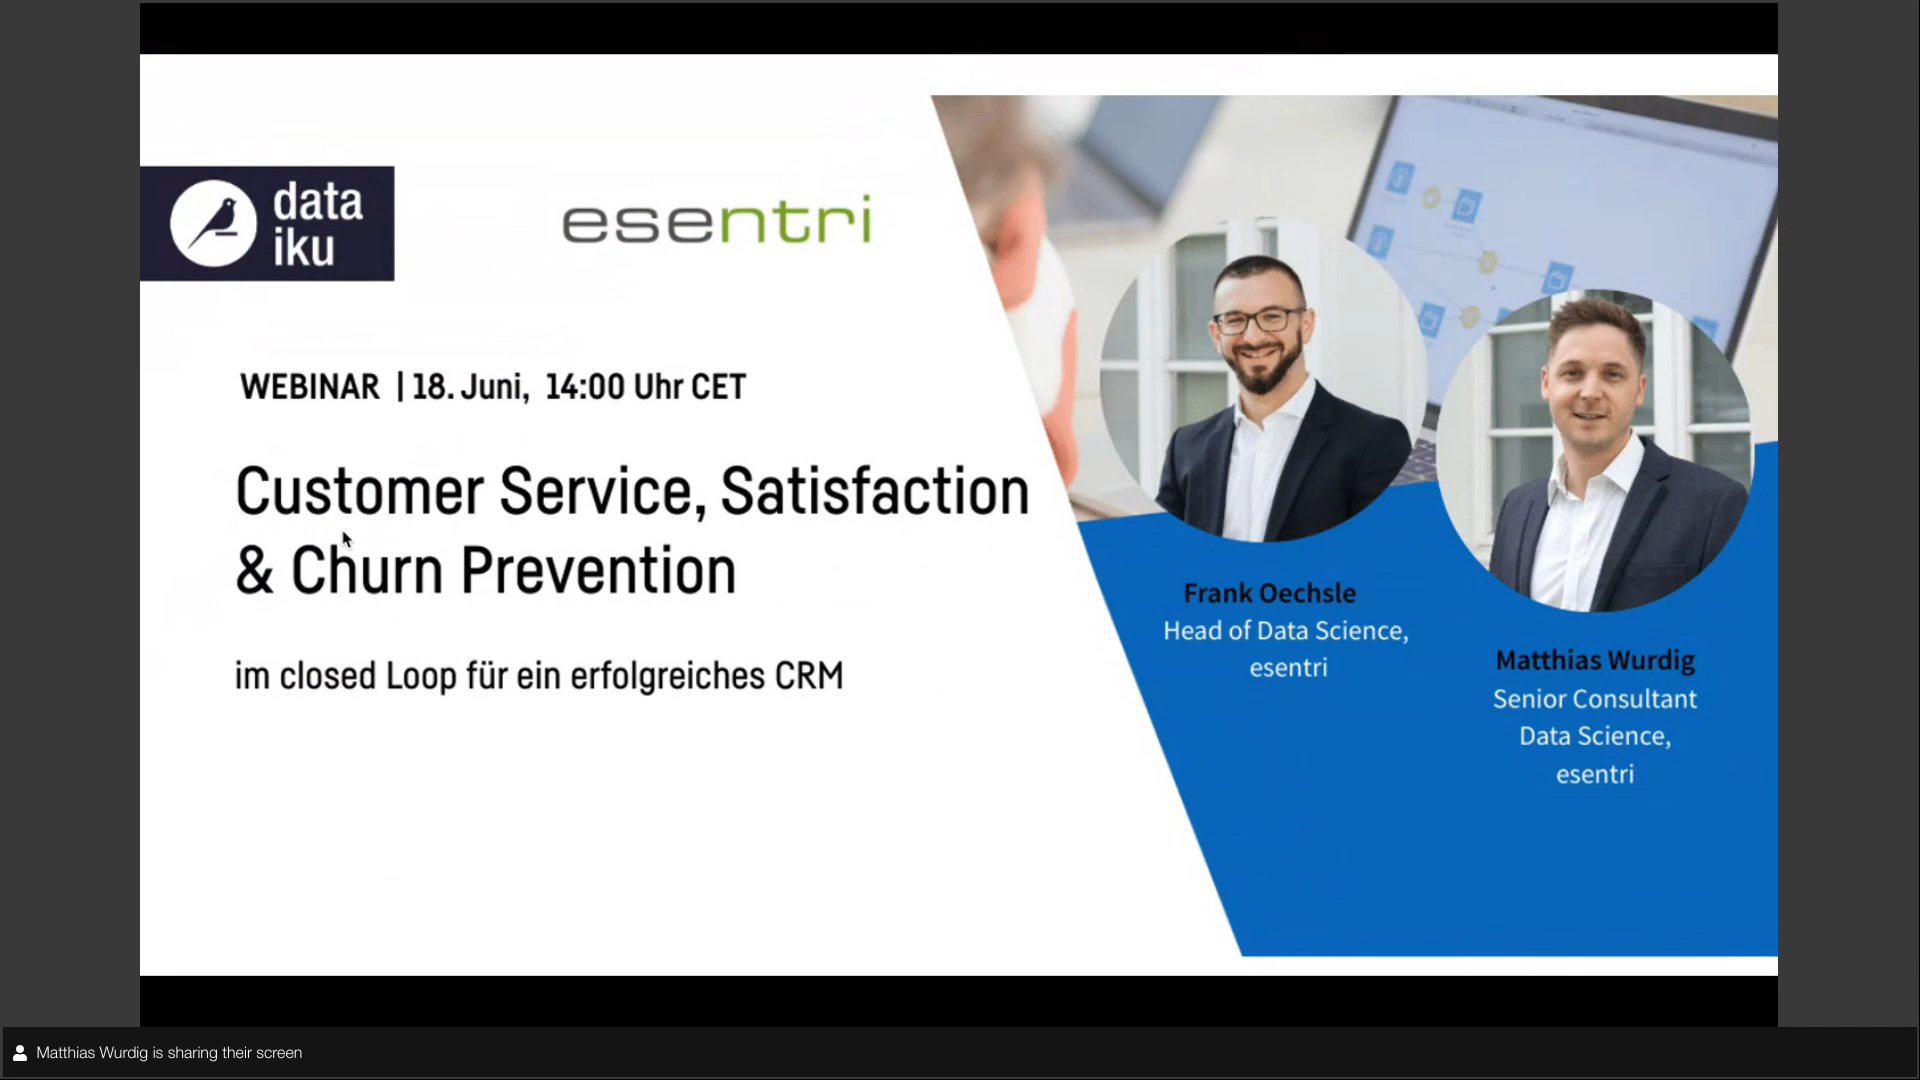 data
iku
esentri
WEBINAR | 18. Juni, 14:00 Uhr CET
Customer Service, Satisfaction
& Churn Prevention
im closed Loop für ein erfolgreiches CRM
Frank Oechsle
Head of Data Science,
esentri
Matthias Wurdig
Senior Consultant
Data Science,
esentri
Matthias Wurdig is sharing their screen